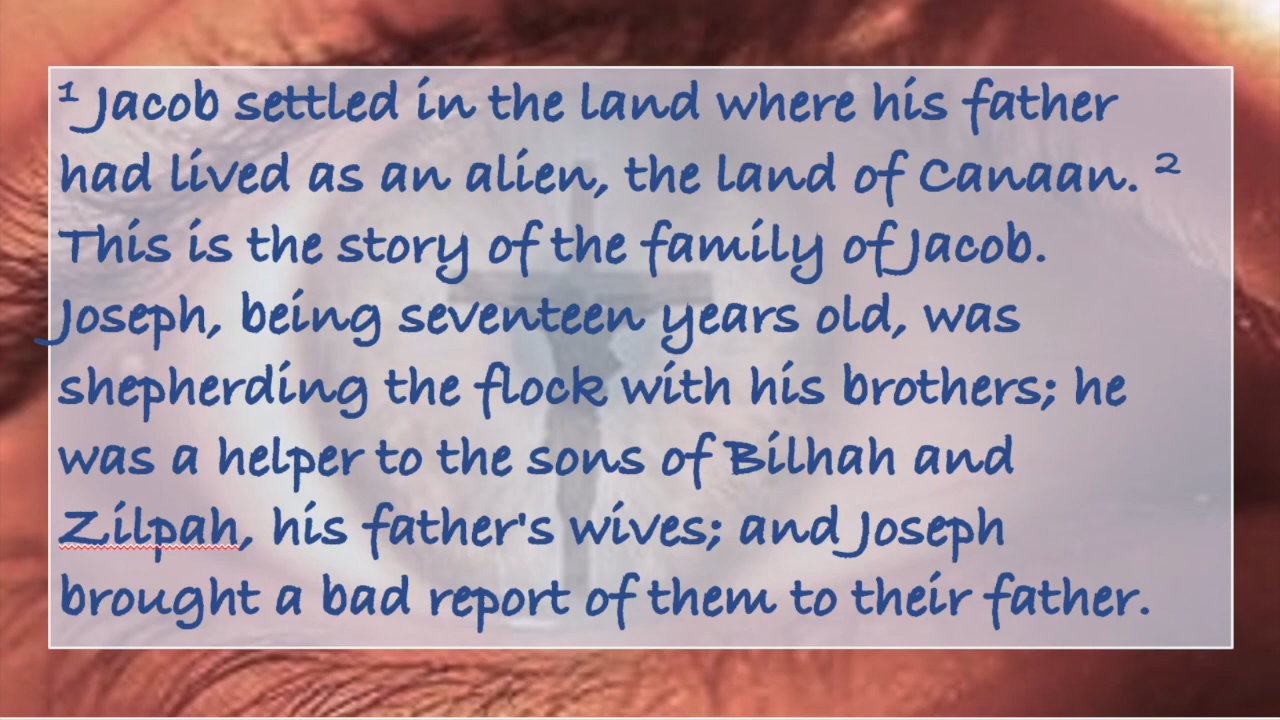 ¹ Jacob settled in the land where his father
had lived as an alien, the land of Canaan. ²
This is the story of the family of Jacob.
Joseph, being seventeen years old, was
shepherding the flock with his brothers; he
was a helper to the sons of Bilhah and
Zilpah, his father's wives; and Joseph
brought a bad report of them to their father.